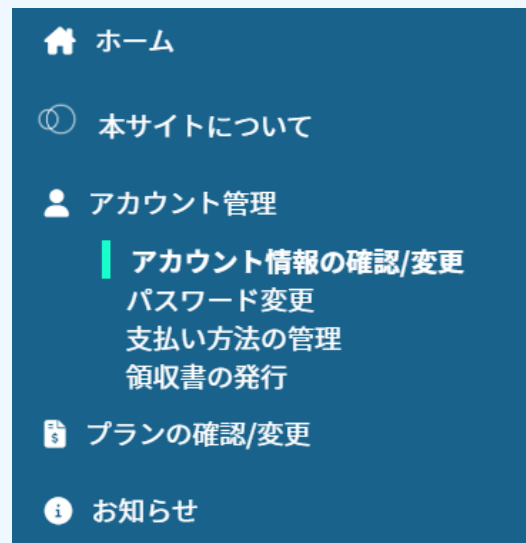 ホーム
本サイトについて
アカウント管理
アカウント情報の確認/変更
パスワード変更
支払い方法の管理
領収書の発行
プランの確認/変更
お知らせ